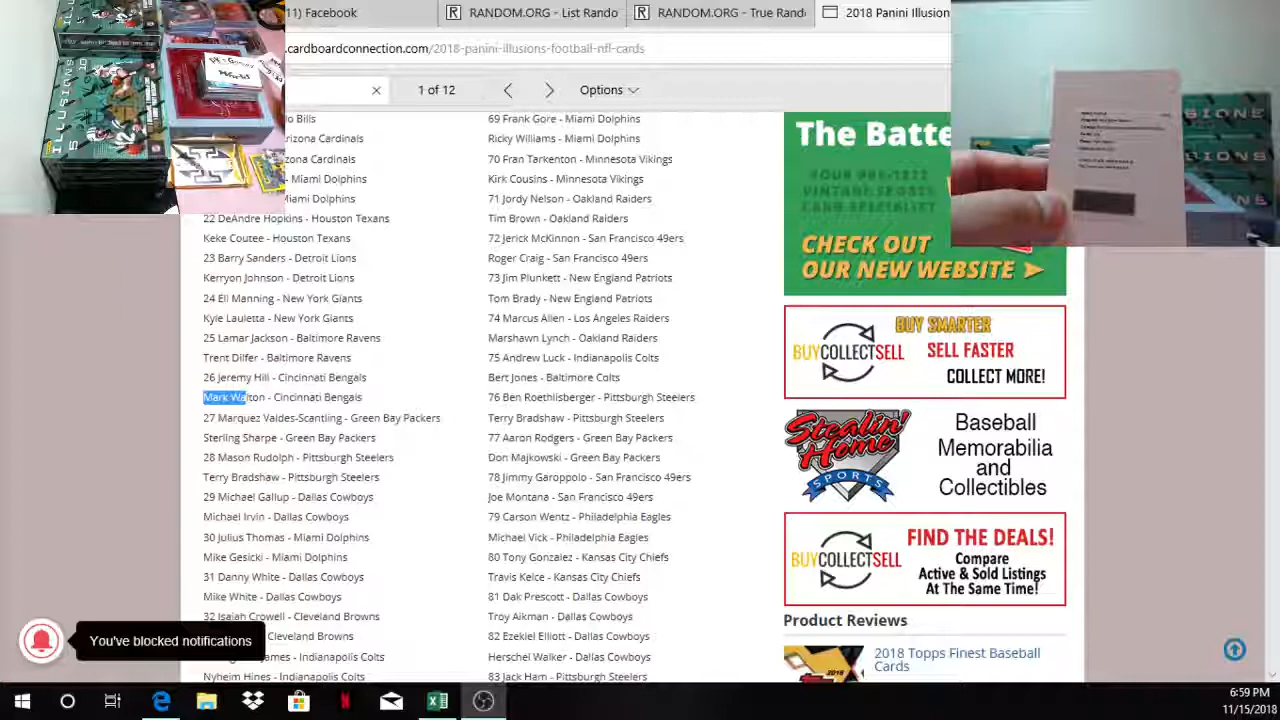 11) Facebook
RANDOM.ORG - List Rando
RANDOM.ORG - True Rand
2018 Panini Illusion
.cardboardconnection.com/2018-panini-illusions-football-nfl-cards
1 of 12
Options
lo Bills
izona Cardinals
zona Cardinals
- Miami Dolphins
Miami Dolphins
22 DeAndre Hopkins - Houston Texans
Keke Coutee - Houston Texans
23 Barry Sanders - Detroit Lions
Kerryon Johnson - Detroit Lions
24 Eli Manning - New York Giants
Kyle Lauletta - New York Giants
25 Lamar Jackson - Baltimore Ravens
Trent Dilfer - Baltimore Ravens
26 Jeremy Hill - Cincinnati Bengals
Mark Walton - Cincinnati Bengals
27 Marquez Valdes-Scantling - Green Bay Packers
Sterling Sharpe - Green Bay Packers
28 Mason Rudolph - Pittsburgh Steelers
Terry Bradshaw - Pittsburgh Steelers
29 Michael Gallup - Dallas Cowboys
Michael Irvin - Dallas Cowboys
30 Julius Thomas - Miami Dolphins
Mike Gesicki - Miami Dolphins
31 Danny White - Dallas Cowboys
Mike White - Dallas Cowboys
32 Isaiah Crowell - Cleveland Browns
Cleveland Browns
ames - Indianapolis Colts
Nyheim Hines - Indianapolis Colts
69 Frank Gore - Miami Dolphins
Williams - Miami Dolphins
70 Fran Tarkenton - Minnesota Vikings
Kirk Cousins - Minnesota Vikings
71 Jordy Nelson - Oakland Raiders
Tim Brown - Oakland Raiders
72 Jerick McKinnon - San Francisco 49ers
Roger Craig - San Francisco 49ers
73 Jim Plunkett - New England Patriots
Tom Brady - New England Patriots
74 Marcus Allen - Los Angeles Raiders
Marshawn Lynch - Oakland Raiders
75 Andrew Luck - Indianapolis Colts
Bert Jones - Baltimore Colts
76 Ben Roethlisberger - Pittsburgh Steelers
Terry Bradshaw - Pittsburgh Steelers
77 Aaron Rodgers - Green Bay Packers
Don Majkowski - Green Bay Packers
78 Jimmy Garoppolo - San Francisco 49ers
Joe Montana - San Francisco 49ers
79 Carson Wentz - Philadelphia Eagles
Michael Vick - Philadelphia Eagles
80 Tony Gonzalez - Kansas City Chiefs
Travis Kelce - Kansas City Chiefs
81 Dak Prescott - Dallas Cowboys
Troy Aikman - Dallas Cowboys
82 Ezekiel Elliott - Dallas Cowboys
Herschel Walker - Dallas Cowboys
83 Jack Ham - Pittsburgh Steelers
The Batte
YOUR PRE-1980
VINTAGE SPORTS
CARD SPECIALIST
CHECK OUT
OUR NEW WEBSITE
BUYCOLLECTSELL
BUY SMARTER
SELL FASTER
COLLECT MORE!
Stealin'
Home
SPORTS
Baseball
Memorabilia
and
Collectibles
BUYCOLLECTSELL
FIND THE DEALS!
Compare
Active & Sold Listings
At The Same Time!
Product Reviews
2018 Topps Finest Baseball
Cards
You've blocked notifications
6:59 PM
11/15/2018
ILLUSIONS